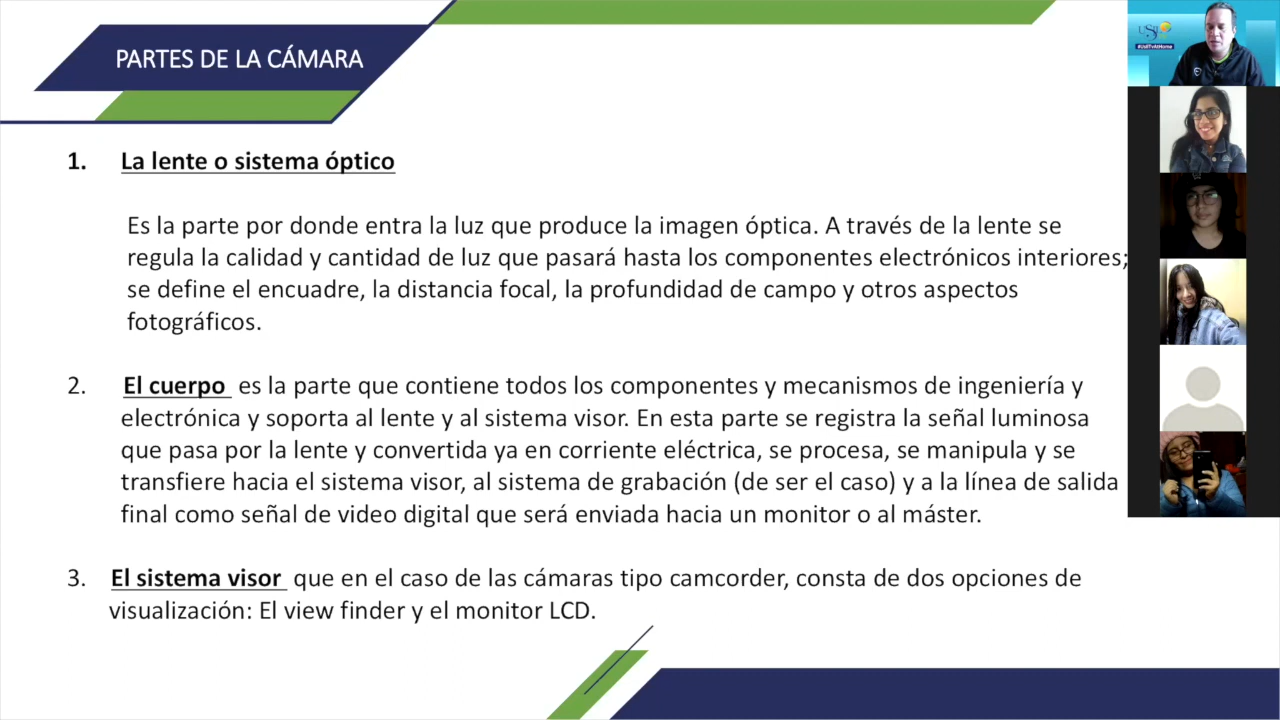 PARTES DE LA CÁMARA
1. La lente o sistema óptico
Es la parte por donde entra la luz que produce la imagen óptica. A través de la lente se
regula la calidad y cantidad de luz que pasará hasta los componentes electrónicos interiores;
se define el encuadre, la distancia focal, la profundidad de campo y otros aspectos
fotográficos.
2. El cuerpo es la parte que contiene todos los componentes y mecanismos de ingeniería y
electrónica y soporta al lente y al sistema visor. En esta parte se registra la señal luminosa
que pasa por la lente y convertida ya en corriente eléctrica, se procesa, se manipula y se
transfiere hacia el sistema visor, al sistema de grabación (de ser el caso) y a la línea de salida
final como señal de video digital que será enviada hacia un monitor o al máster.
3. El sistema visor que en el caso de las cámaras tipo camcorder, consta de dos opciones de
visualización: El view finder y el monitor LCD.
#UsilTvAtHome